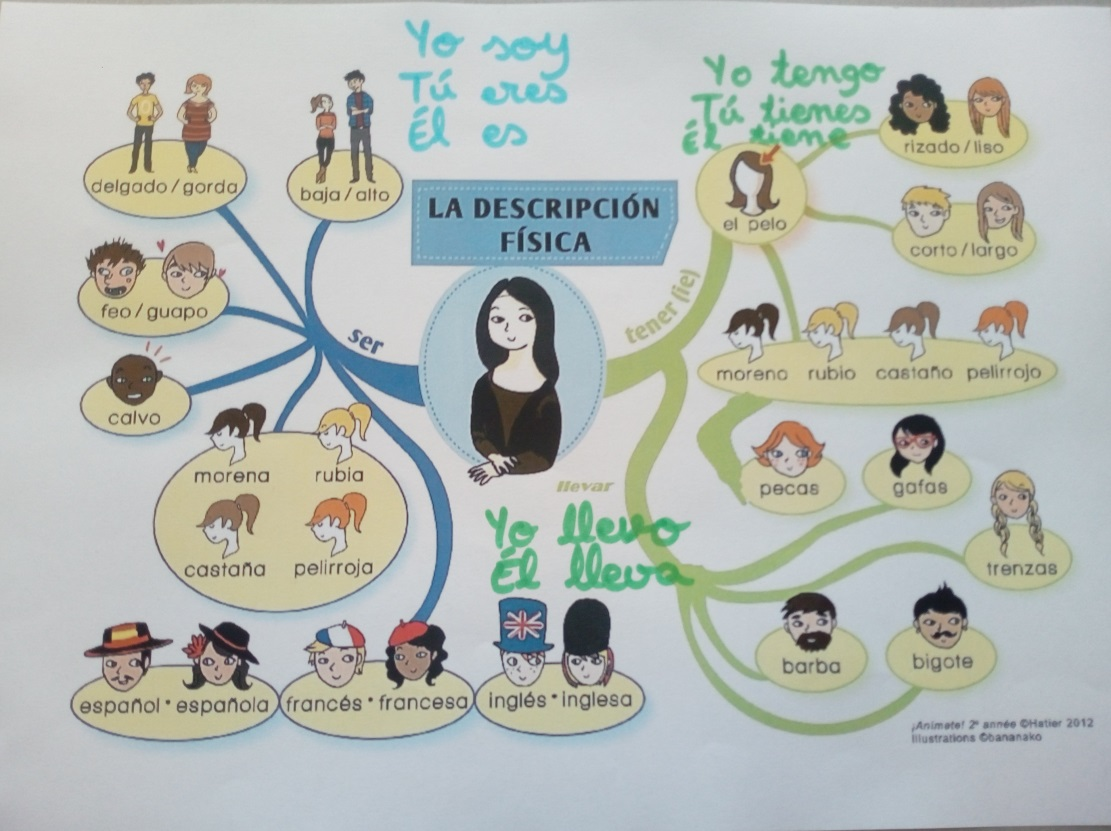 Yo soy
Tú eres
Él es
Yo tengo
Tú tienes
Él tiene
delgado / gorda
baja / alto
LA DESCRIPCIÓN
FÍSICA
el pelo
rizado / liso
corto / largo
feo / guapo
calvo
ser
tener (ie)
moreno rubio castaño pelirrojo
morena rubia
castaña pelirroja
pecas
gafas
trenzas
llevar
Yo llevo
Él lleva
barba
bigote
español • española
francés • francesa
inglés • inglesa
¡Anímate! 2e année ©Hatier 2012
Illustrations ©bananako